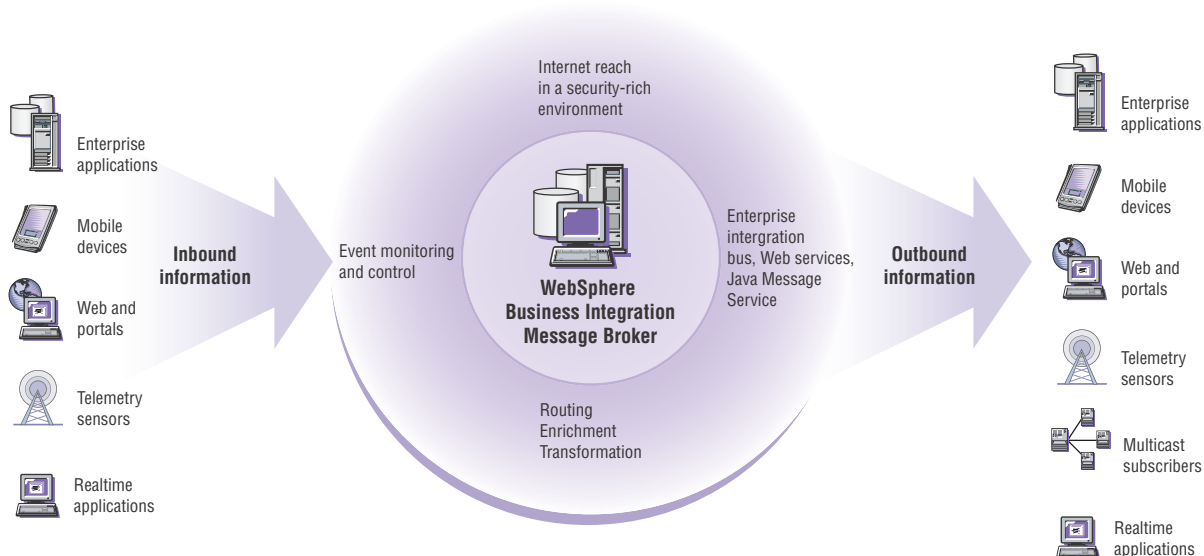 Enterprise
applications
Mobile
devices
Web and
portals
Telemetry
sensors
Realtime
applications
Inbound
information
Internet reach
in a security-rich
environment
Event monitoring
and control
WebSphere
Business Integration
Message Broker
Enterprise
intergration
bus, Web services,
Java Message
Service
Routing
Enrichment
Transformation
Outbound
information
Enterprise
applications
Mobile
devices
Web and
portals
Telemetry
sensors
Multicast
subscribers
Realtime
applications